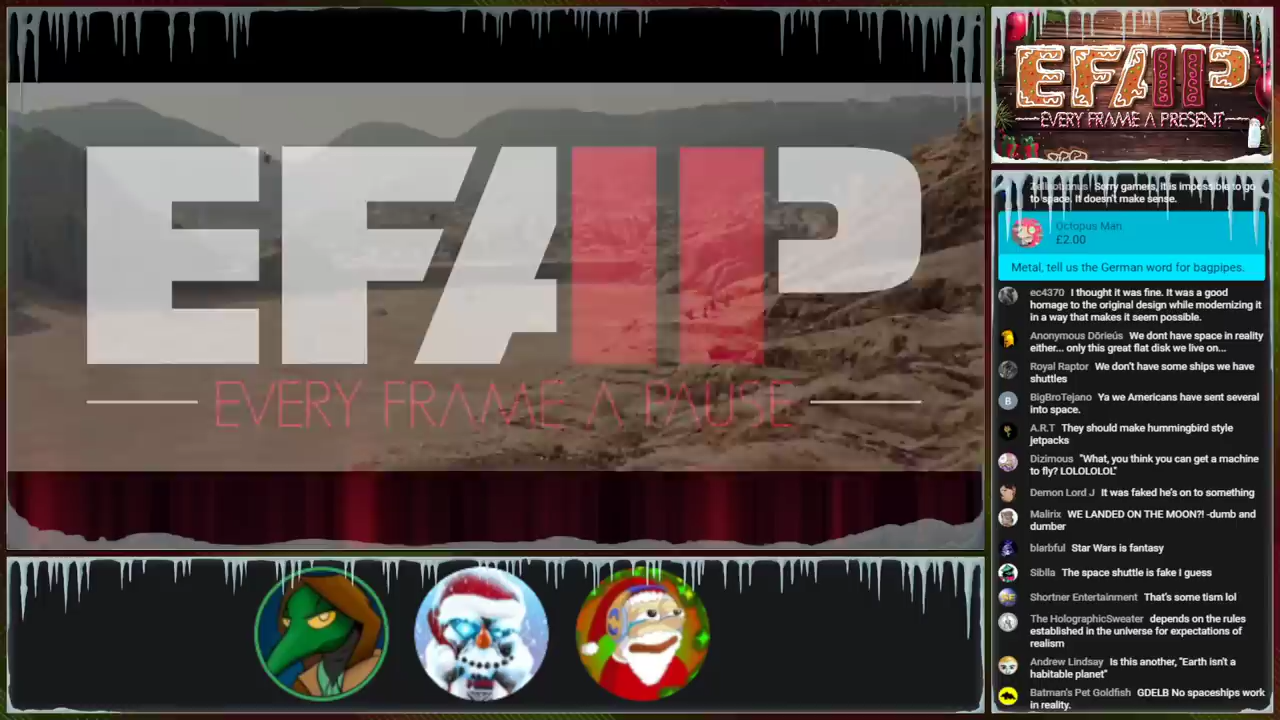 EFAP
EVERY FRAME A PAUSE
EFAP
EVERY FRAME A PRESENT
Sorry gamers, it is impossible to go
to space. It doesn't make sense.
Octopus Man
£2.00
Metal, tell us the German word for bagpipes.
ec4370 I thought it was fine. It was a good
homage to the original design while modernizing it
in a way that makes it seem possible.
Anonymous Dōrieús We dont have space in reality
either... only this great flat disk we live on...
Royal Raptor We don't have some ships we have
shuttles
B
BigBroTejano Ya we Americans have sent several
into space.
A.R.T They should make hummingbird style
jetpacks
Dizimous "What, you think you can get a machine
to fly? LOLOLOLOL"
Demon Lord J It was faked he's on to something
Malirix WE LANDED ON THE MOON?! -dumb and
dumber
blarbful Star Wars is fantasy
Siblla The space shuttle is fake I guess
Shortner Entertainment That's some tism lol
The HolographicSweater depends on the rules
established in the universe for expectations of
realism
Andrew Lindsay Is this another, "Earth isn't a
habitable planet"
Batman's Pet Goldfish GDELB No spaceships work
in reality.